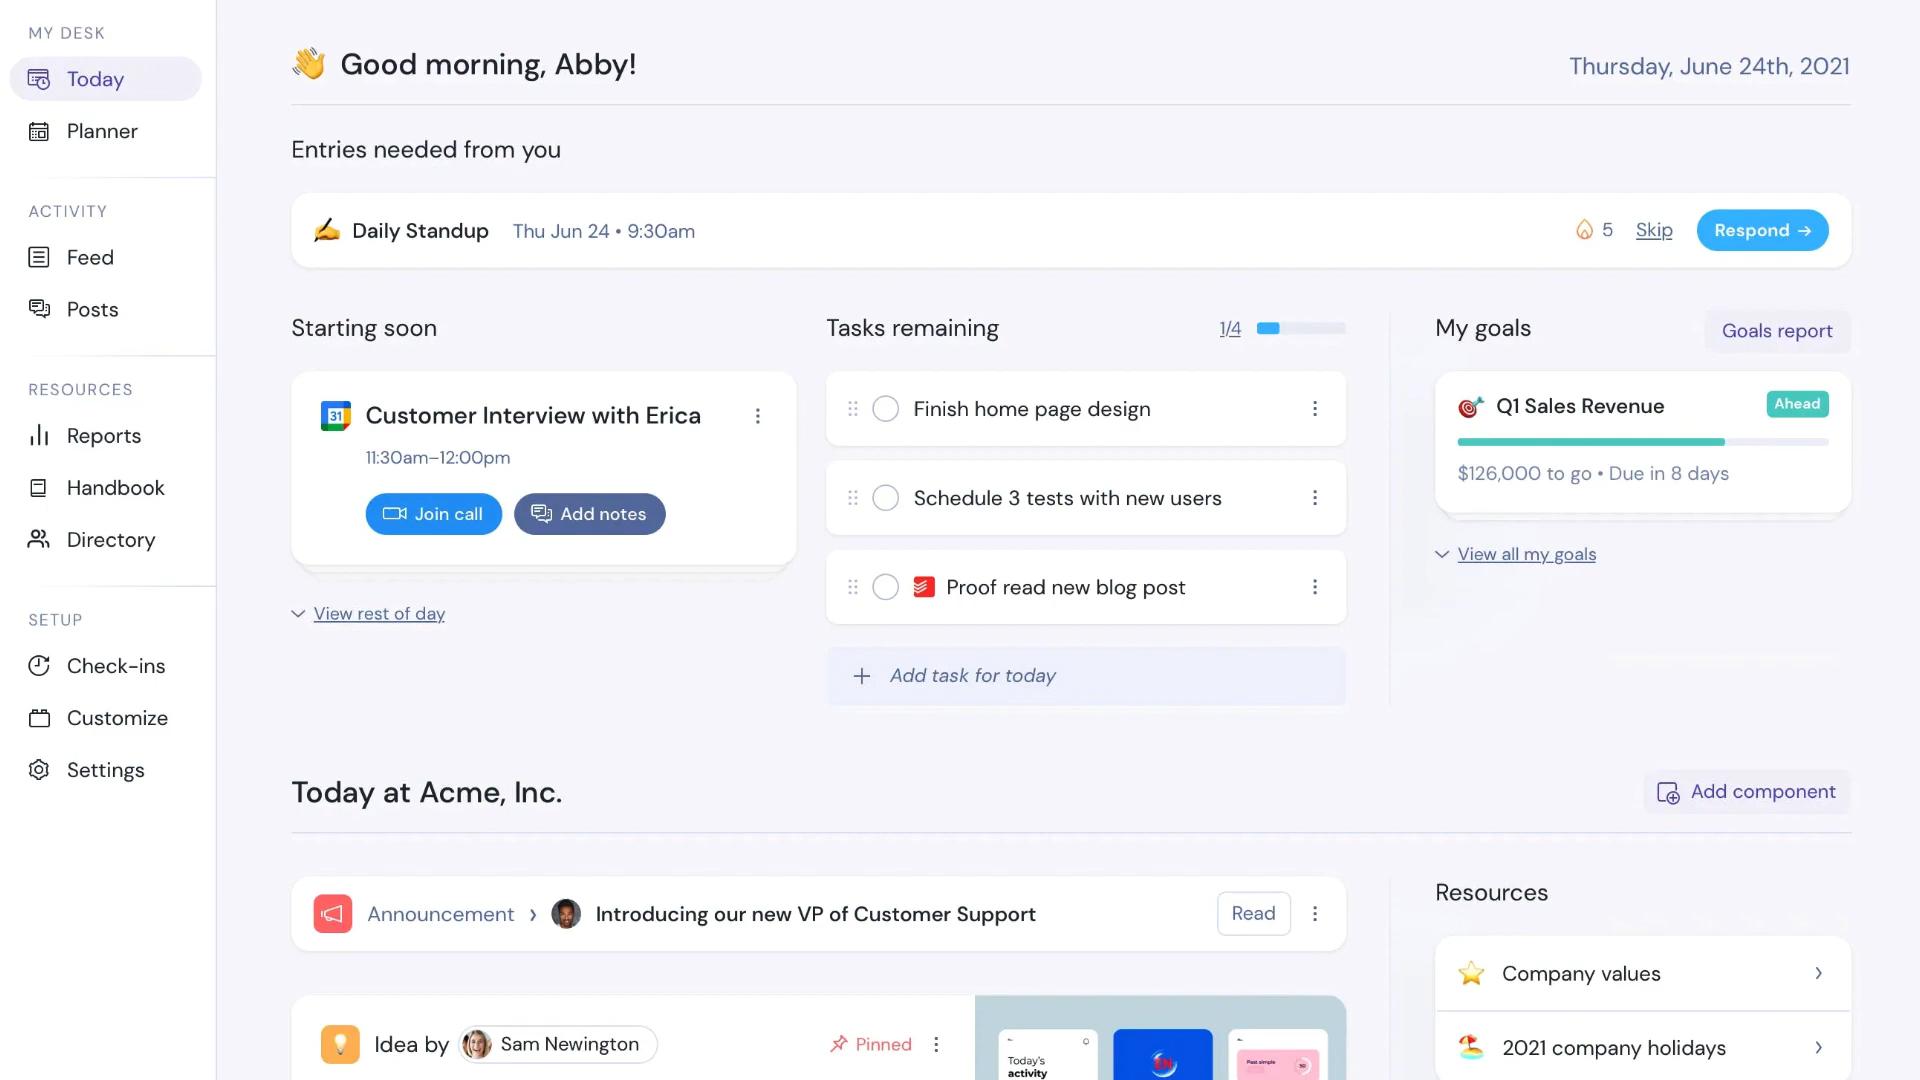 MY DESK
Today
Planner
ACTIVITY
Feed
Posts
RESOURCES
Reports
Handbook
Directory
SETUP
Check-ins
Customize
Settings
👋 Good morning, Abby!
Thursday, June 24th, 2021
Entries needed from you
✍️ Daily Standup Thu Jun 24 • 9:30am
5 Skip Respond →
Starting soon
31 Customer Interview with Erica
11:30am–12:00pm
Join call Add notes
View rest of day
Tasks remaining 1/4
Finish home page design
Schedule 3 tests with new users
Proof read new blog post
+ Add task for today
My goals Goals report
Q1 Sales Revenue Ahead
$126,000 to go • Due in 8 days
View all my goals
Today at Acme, Inc. Add component
Announcement › Introducing our new VP of Customer Support Read
Idea by Sam Newington Pinned
Today's
activity
Past simple
Resources
Company values
2021 company holidays